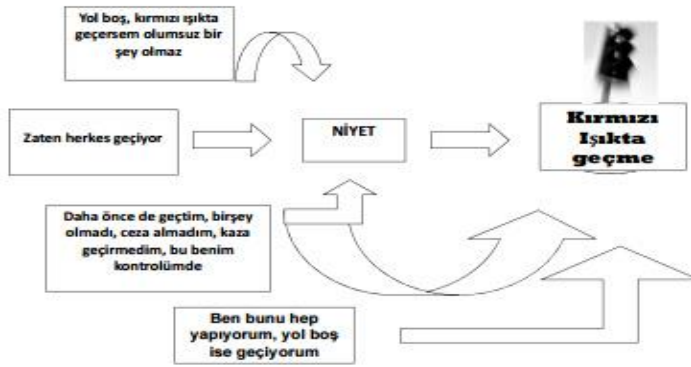 Yol boş, kırmızı ışıkta
geçersem olumsuz bir
şey olmaz
Zaten herkes geçiyor
NİYET
Kırmızı
Işıkta
geçme
Daha önce de geçtim, birşey
olmadı, ceza almadım, kaza
geçirmedim, bu benim
kontrolümde
Ben bunu hep
yapıyorum, yol boş
ise geçiyorum